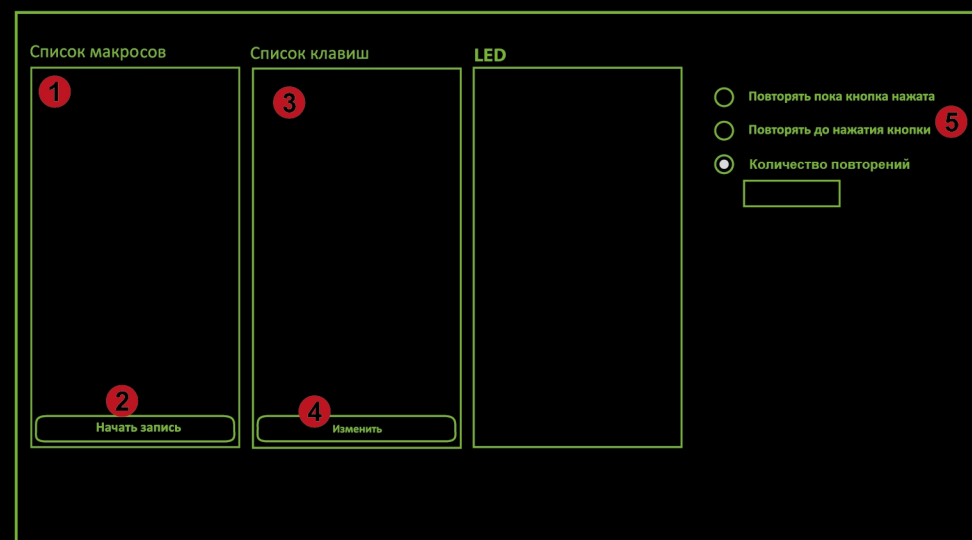 Список макросов
Список клавиш
LED
1
3
Повторять пока кнопка нажата
Повторять до нажатия кнопки
5
Количество повторений
2
4
Начать запись
Изменить